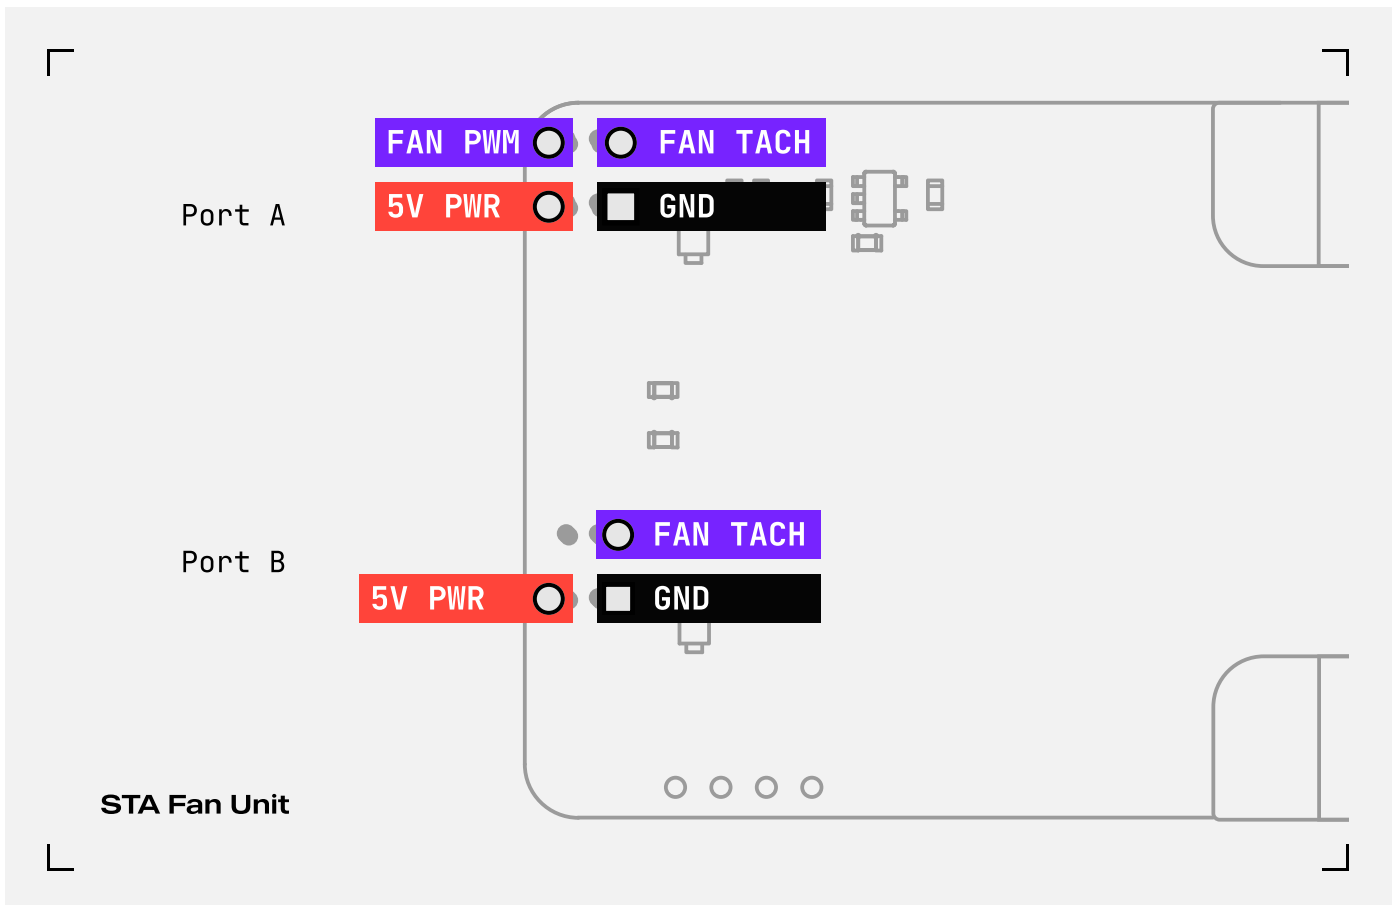 FAN PWM FAN TACH
Port A 5V PWR GND
FAN TACH
Port B
5V PWR GND
STA Fan Unit